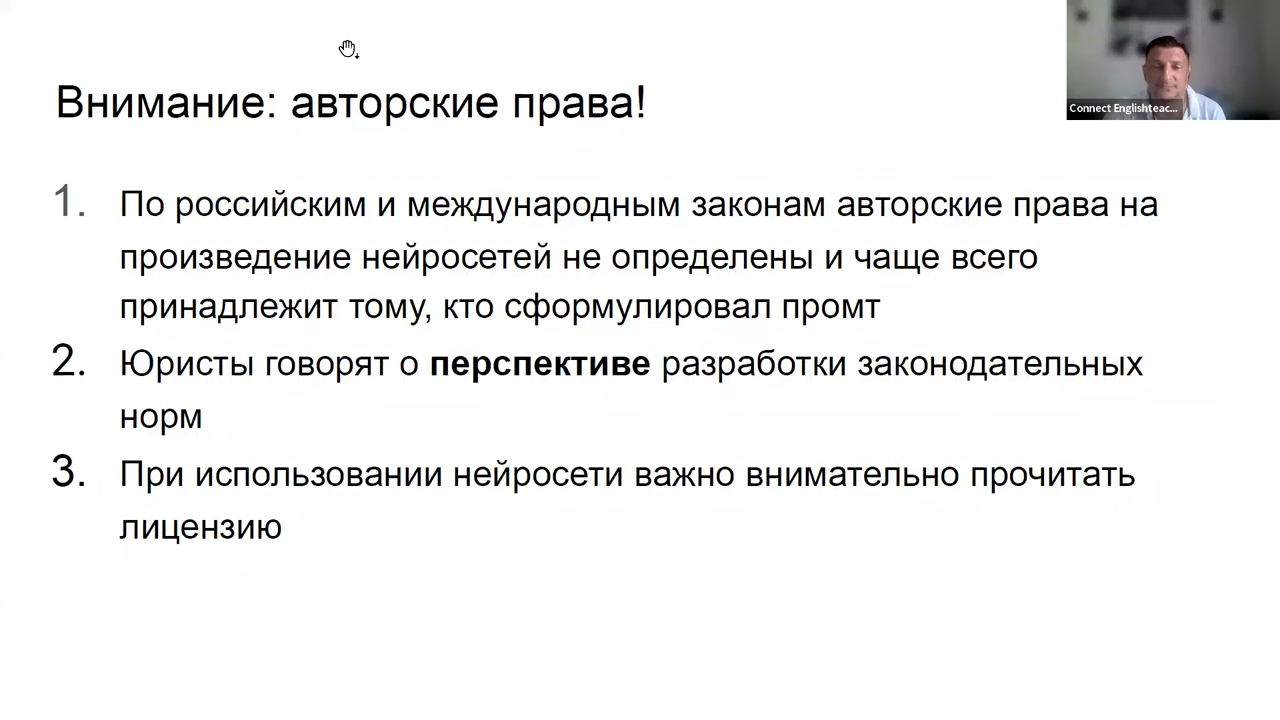 Внимание: авторские права!
Connect Englishteac...
1. По российским и международным законам авторские права на
произведение нейросетей не определены и чаще всего
принадлежит тому, кто сформулировал промт
2. Юристы говорят о перспективе разработки законодательных
норм
3. При использовании нейросети важно внимательно прочитать
лицензию